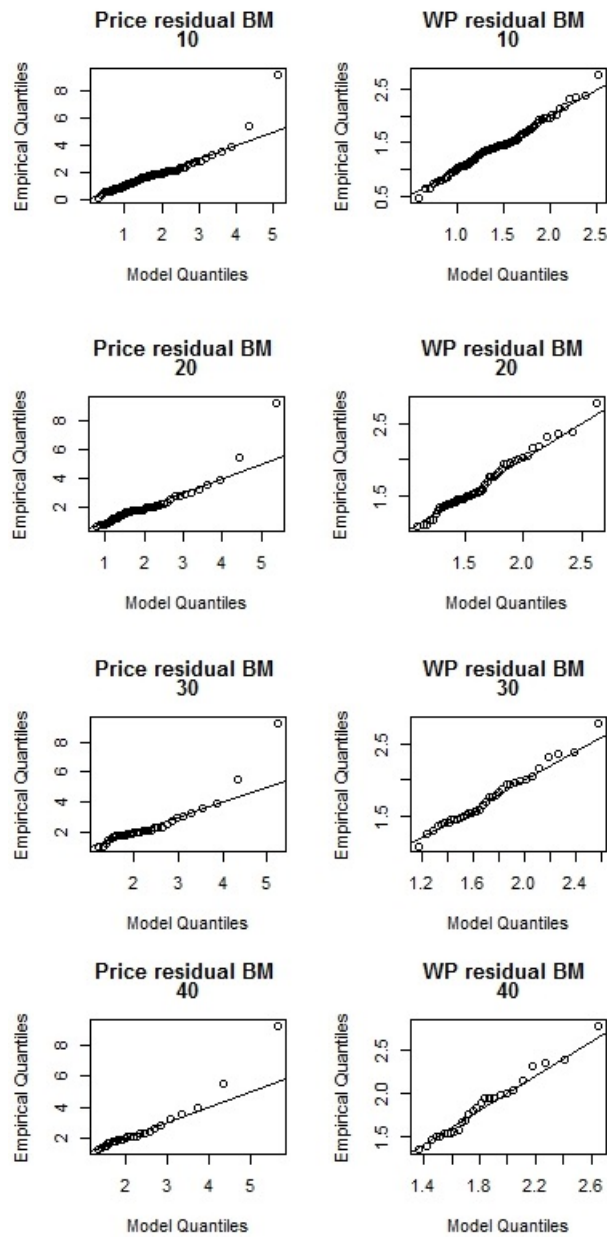 Price residual BM
10
Empirical Quantiles
0 2 4 6 8
1 2 3 4 5
Model Quantiles
WP residual BM
10
Empirical Quantiles
0.5 1.5 2.5
1.0 1.5 2.0 2.5
Model Quantiles
Price residual BM
20
Empirical Quantiles
2 4 6 8
1 2 3 4 5
Model Quantiles
WP residual BM
20
Empirical Quantiles
1.5 2.5
1.5 2.0 2.5
Model Quantiles
Price residual BM
30
Empirical Quantiles
2 4 6 8
2 3 4 5
Model Quantiles
WP residual BM
30
Empirical Quantiles
1.5 2.5
1.2 1.6 2.0 2.4
Model Quantiles
Price residual BM
40
Empirical Quantiles
2 4 6 8
2 3 4 5
Model Quantiles
WP residual BM
40
Empirical Quantiles
1.5 2.0 2.5
1.4 1.8 2.2 2.6
Model Quantiles